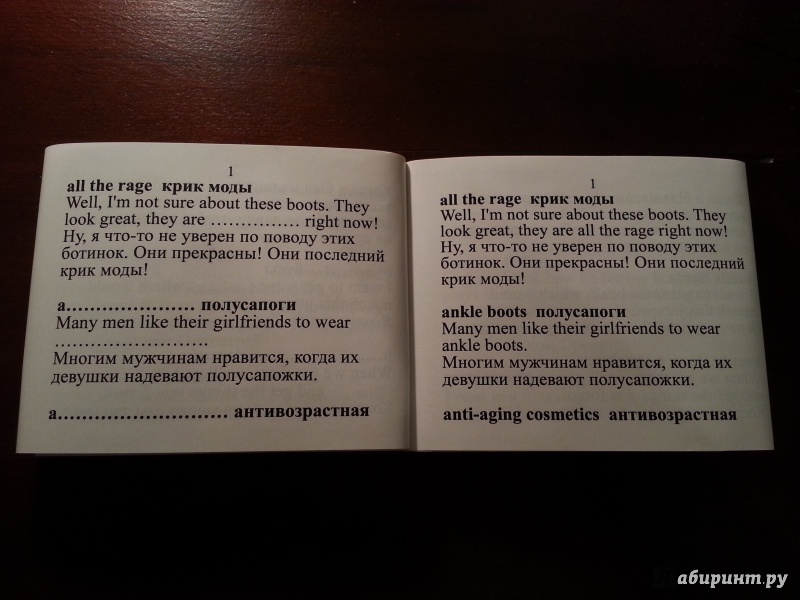 1
all the rage крик моды
Well, I'm not sure about these boots. They
look great, they are …………… right now!
Ну, я что-то не уверен по поводу этих
ботинок. Они прекрасны! Они последний
крик моды!
a………………… полусапоги
Many men like their girlfriends to wear
…………………….
Многим мужчинам нравится, когда их
девушки надевают полусапожки.
a……………………… антивозрастная
1
all the rage крик моды
Well, I'm not sure about these boots. They
look great, they are all the rage right now!
Ну, я что-то не уверен по поводу этих
ботинок. Они прекрасны! Они последний
крик моды!
ankle boots полусапоги
Many men like their girlfriends to wear
ankle boots.
Многим мужчинам нравится, когда их
девушки надевают полусапожки.
anti-aging cosmetics антивозрастная
абиринт.ру